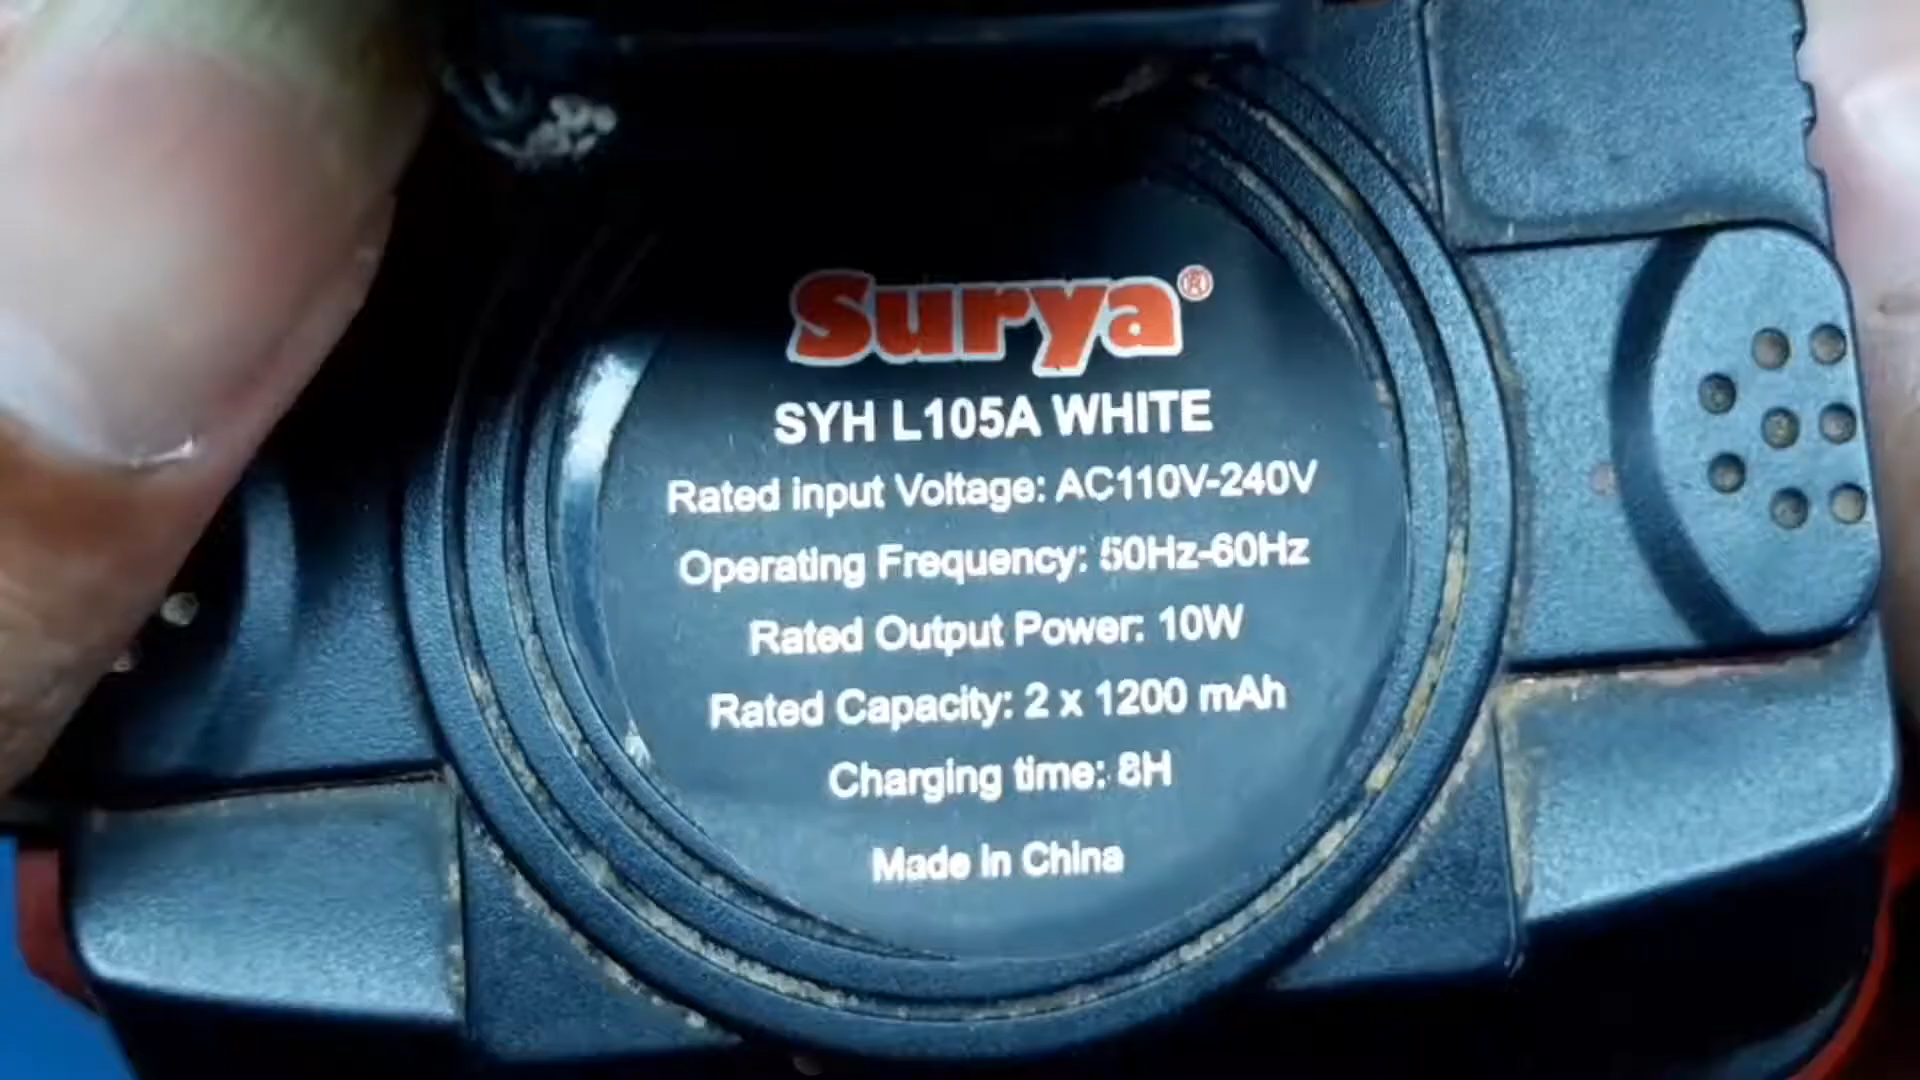 Surya®
SYH L105A WHITE
Rated input Voltage: AC110V-240V
Operating Frequency: 50Hz-60Hz
Rated Output Power: 10W
Rated Capacity: 2 x 1200 mAh
Charging time: 8H
Made in China